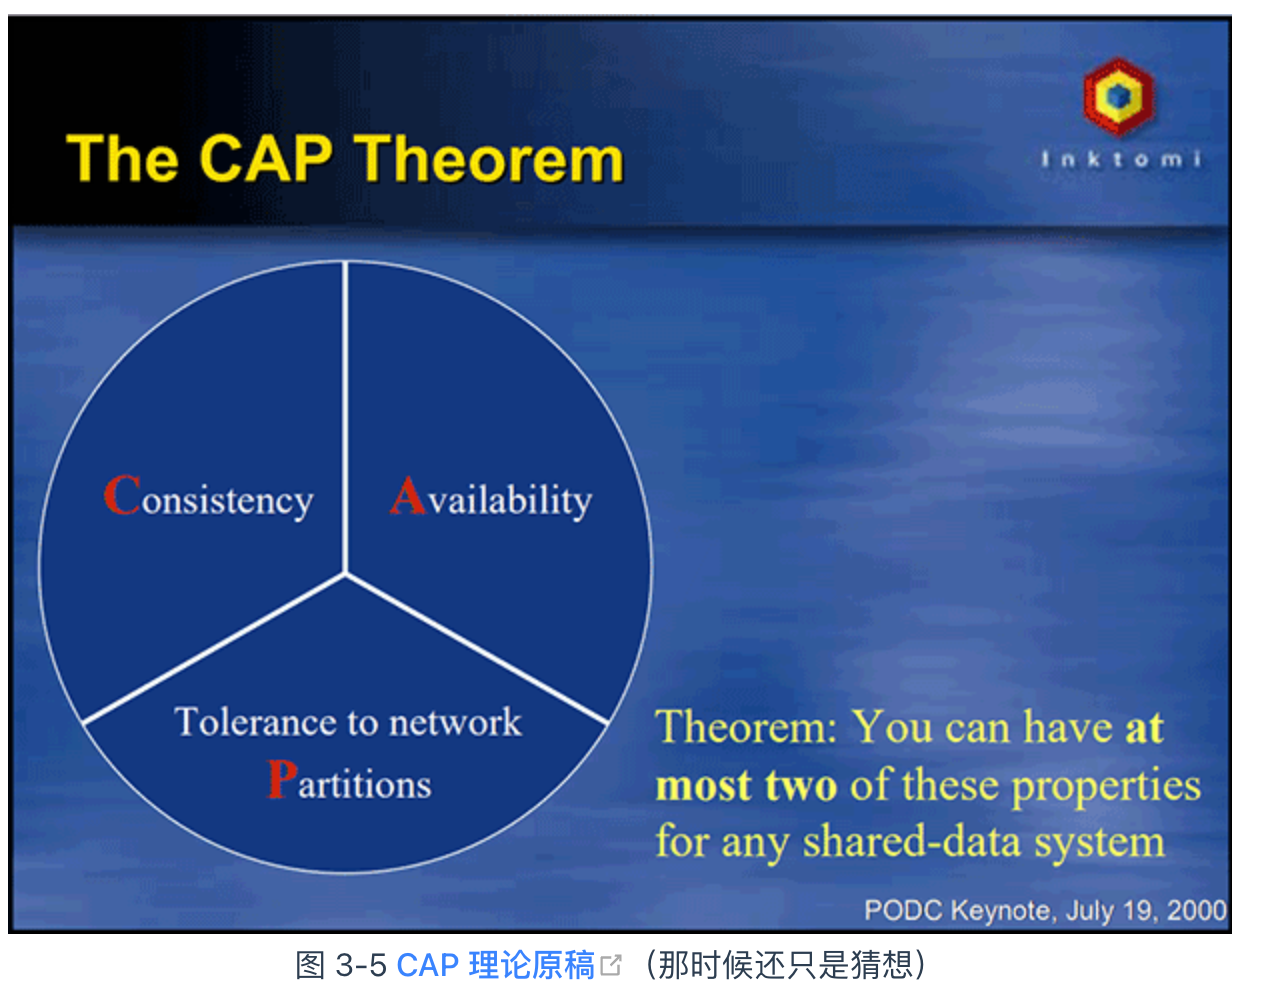 The CAP Theorem
Inktomi
Consistency
Availability
Tolerance to network
Partitions
Theorem: You can have at
most two of these properties
for any shared-data system
PODC Keynote, July 19, 2000
图 3-5 CAP 理论原稿（那时候还只是猜想）